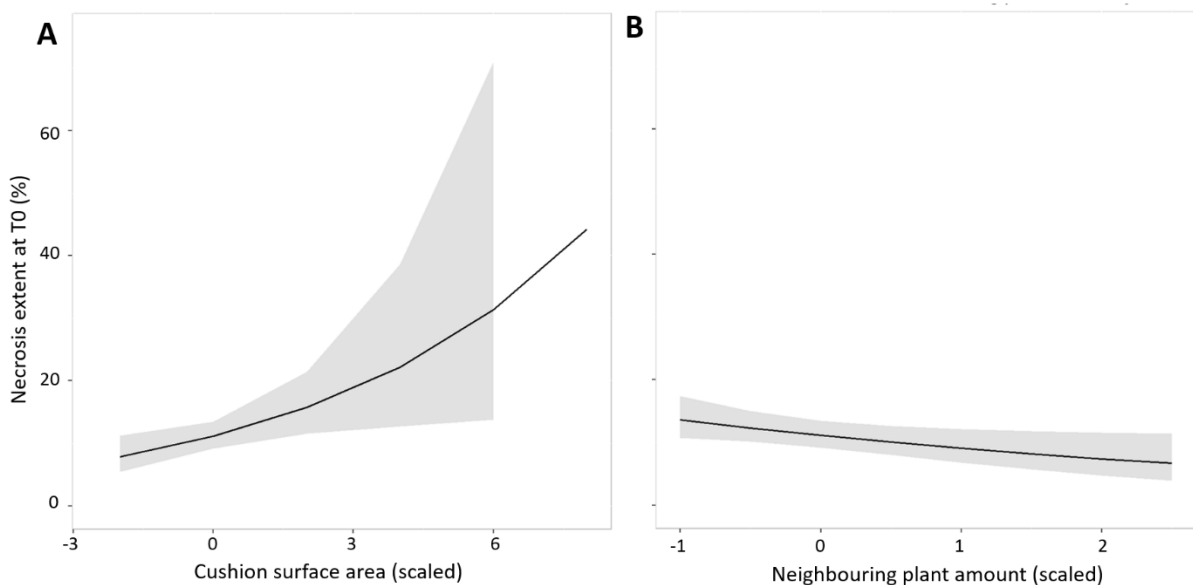 A
B
Necrosis extent at T0 (%)
60
40
20
0
-3 0 3 6
Cushion surface area (scaled)
-1 0 1 2
Neighbouring plant amount (scaled)